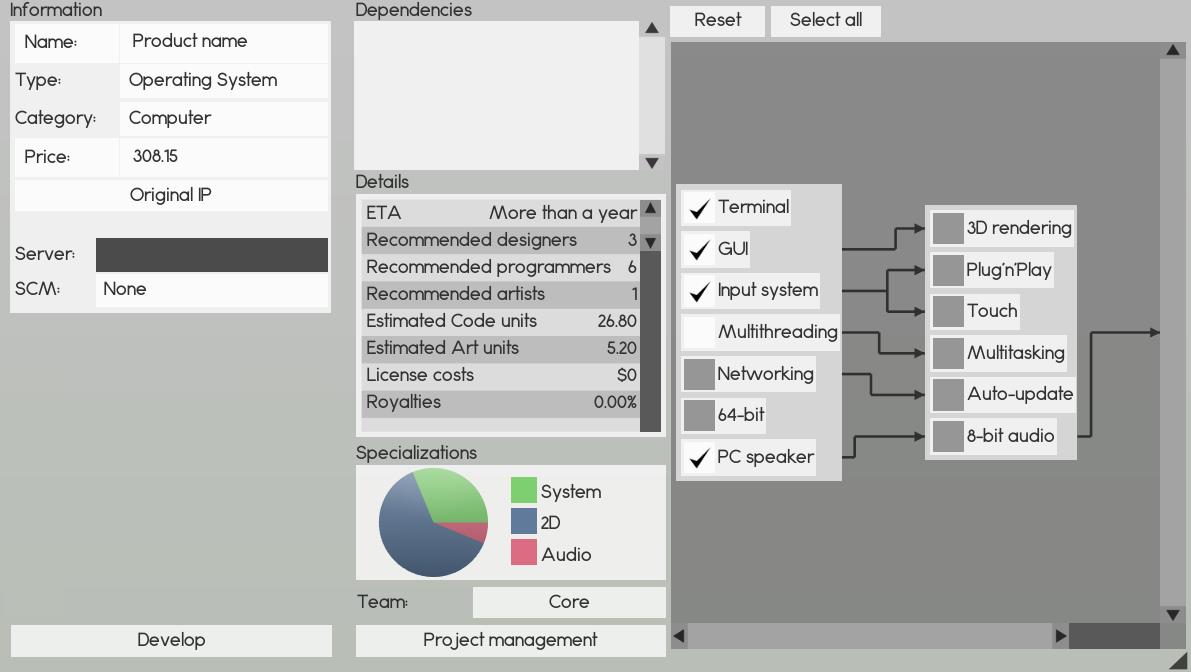 Information
Name: Product name
Type: Operating System
Category: Computer
Price: 308.15
Original IP
Server:
SCM: None
Develop
Dependencies
Details
ETA More than a year
Recommended designers 3
Recommended programmers 6
Recommended artists 1
Estimated Code units 26.80
Estimated Art units 5.20
License costs $0
Royalties 0.00%
Specializations
System
2D
Audio
Team: Core
Project management
Reset Select all
Terminal
GUI
Input system
Multithreading
Networking
64-bit
PC speaker
3D rendering
Plug'n'Play
Touch
Multitasking
Auto-update
8-bit audio